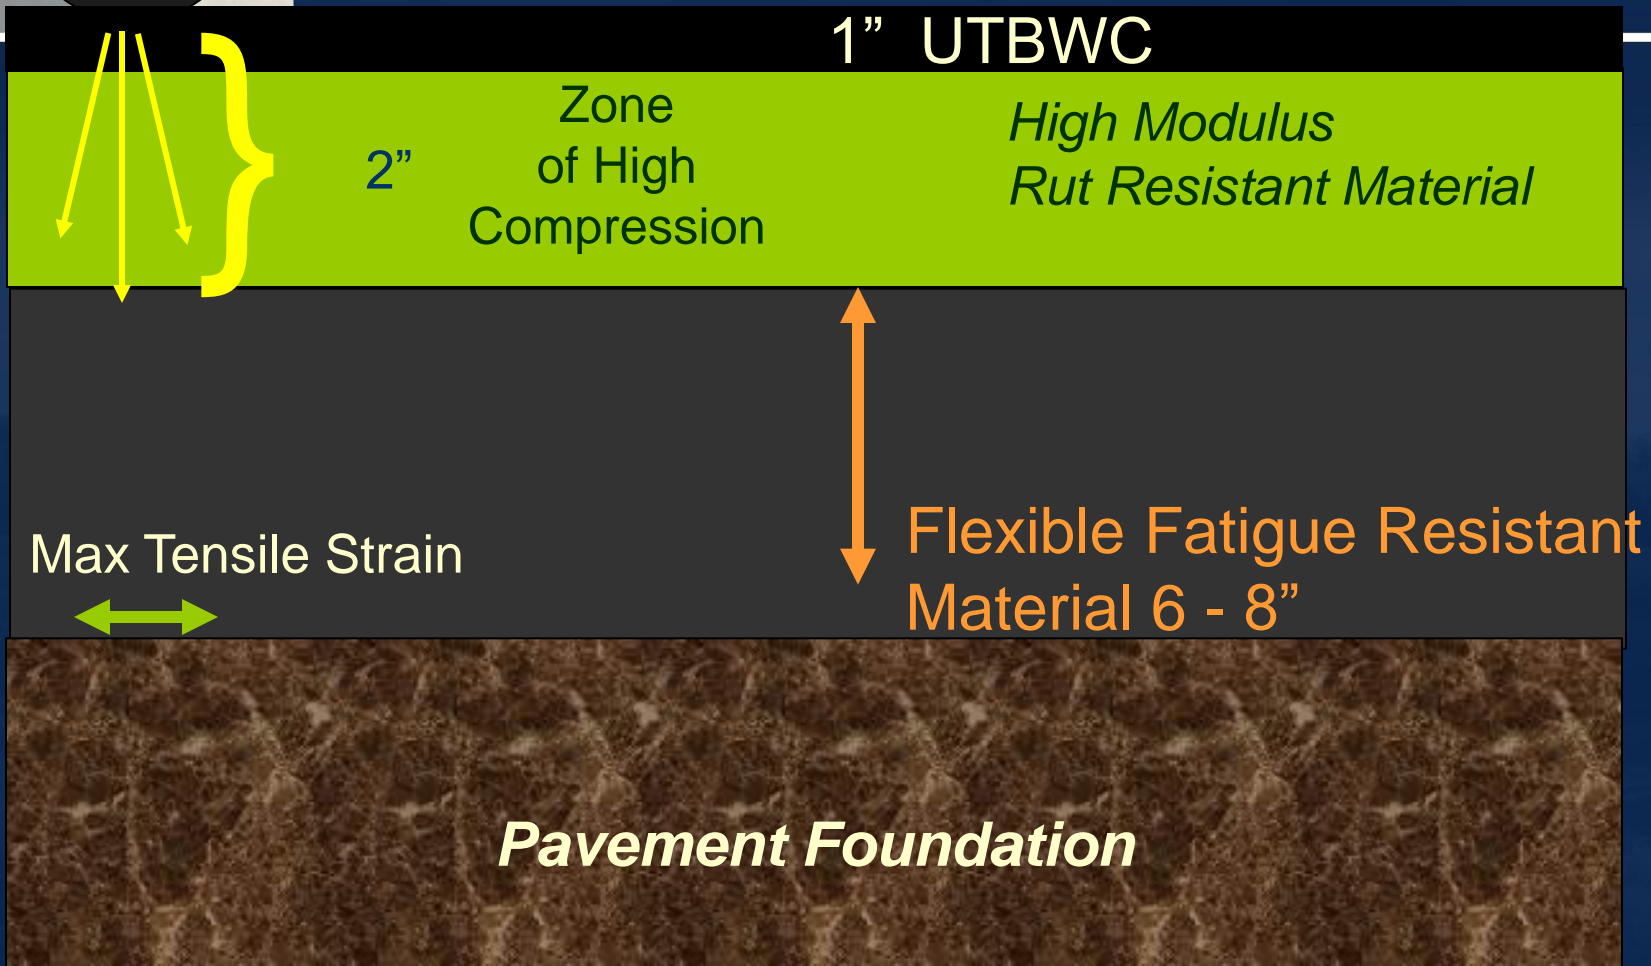 1” UTBWC
2”
Zone
of High
Compression
High Modulus
Rut Resistant Material
Max Tensile Strain
Flexible Fatigue Resistant
Material 6 - 8”
Pavement Foundation